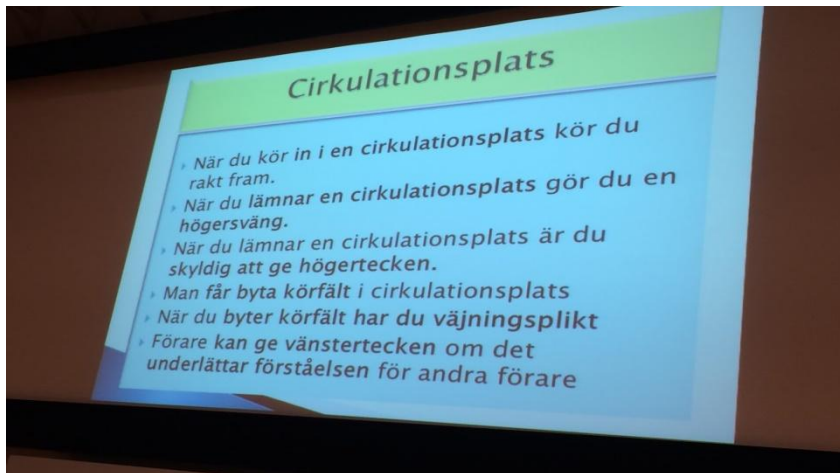 Cirkulationsplats
När du kör in i en cirkulationsplats kör du
rakt fram.
När du lämnar en cirkulationsplats gör du en
högersväng.
När du lämnar en cirkulationsplats är du
skyldig att ge högertecken.
Man får byta körfält i cirkulationsplats
När du byter körfält har du väjningsplikt
Förare kan ge vänstertecken om det
underlättar förståelsen för andra förare